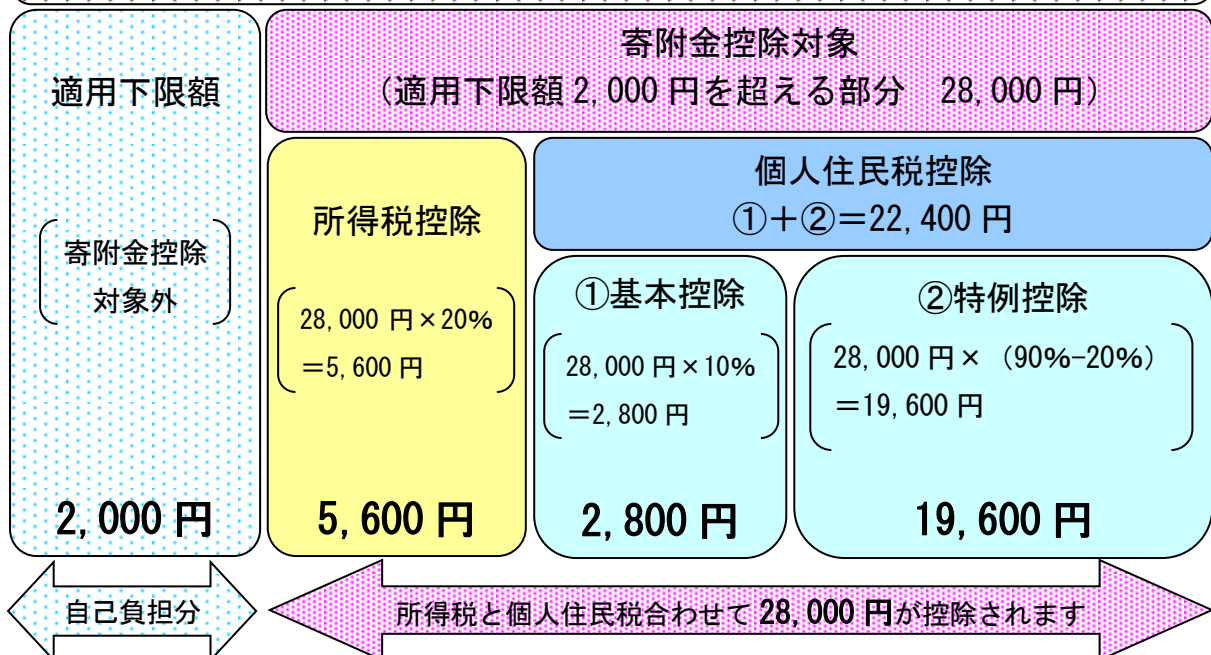 適用下限額
寄附金控除
対象外
2,000 円
寄附金控除対象
（適用下限額 2,000 円を超える部分　28,000 円）
所得税控除
28,000 円×20%
＝5,600 円
5,600 円
個人住民税控除
①＋②＝22,400 円
①基本控除
28,000 円×10%
＝2,800 円
2,800 円
②特例控除
28,000 円×（90%-20%）
＝19,600 円
19,600 円
自己負担分
所得税と個人住民税合わせて 28,000 円が控除されます